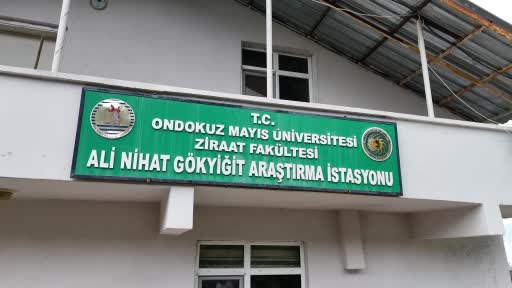 T.C.
ONDOKUZ MAYIS ÜNİVERSİTESİ
ZİRAAT FAKÜLTESİ
ALİ NİHAT GÖKYİĞİT ARAŞTIRMA İSTASYONU